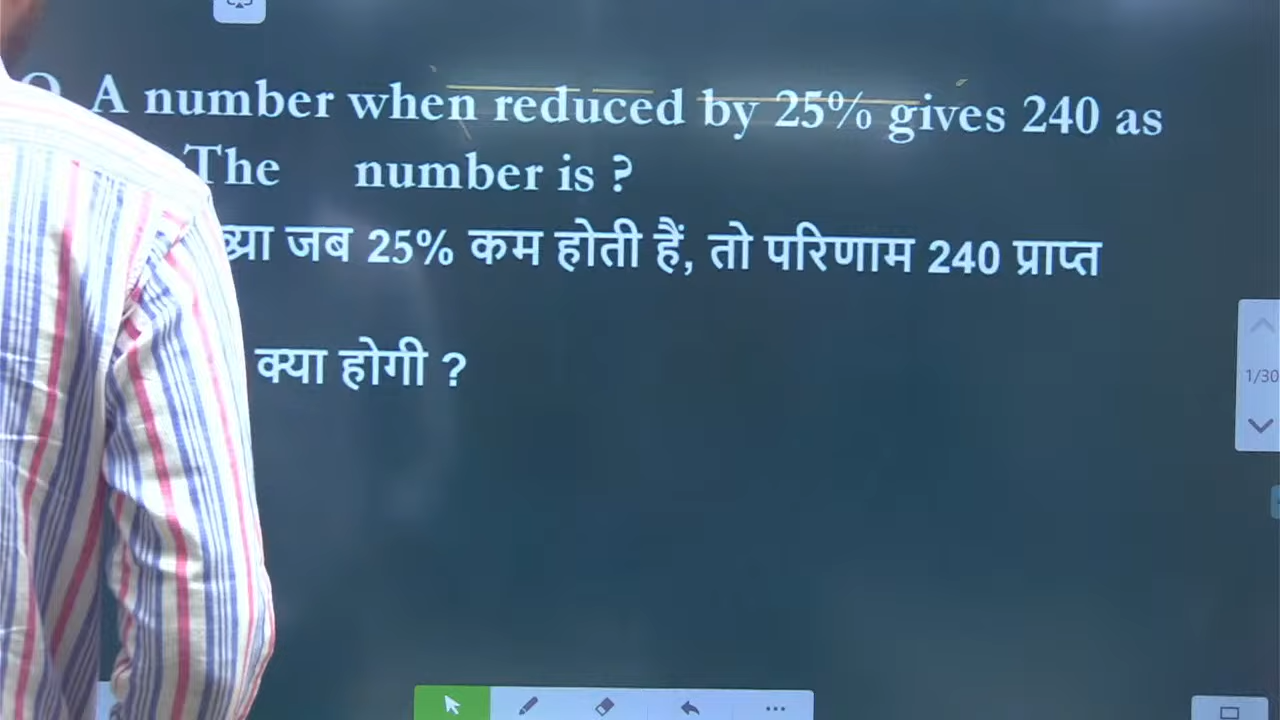 A number when reduced by 25% gives 240 as
The number is ?
जब 25% कम होती हैं, तो परिणाम 240 प्राप्त
क्या होगी ?
1/30